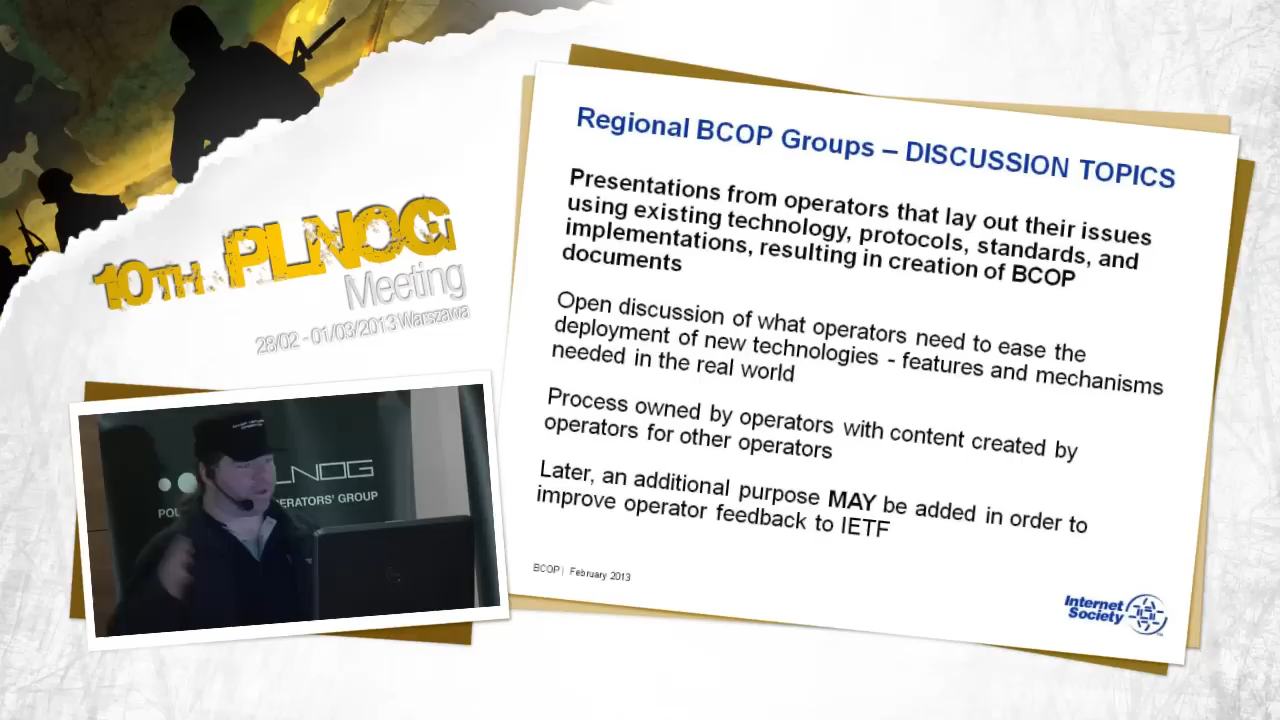 10TH PLNOG
Meeting
28/02 - 01/03/2013 Warszawa
Regional BCOP Groups – DISCUSSION TOPICS
Presentations from operators that lay out their issues
using existing technology, protocols, standards, and
implementations, resulting in creation of BCOP
documents
Open discussion of what operators need to ease the
deployment of new technologies - features and mechanisms
needed in the real world
Process owned by operators with content created by
operators for other operators
Later, an additional purpose MAY be added in order to
improve operator feedback to IETF
BCOP | February 2013
Internet
Society
LNOG
ERATORS' GROUP